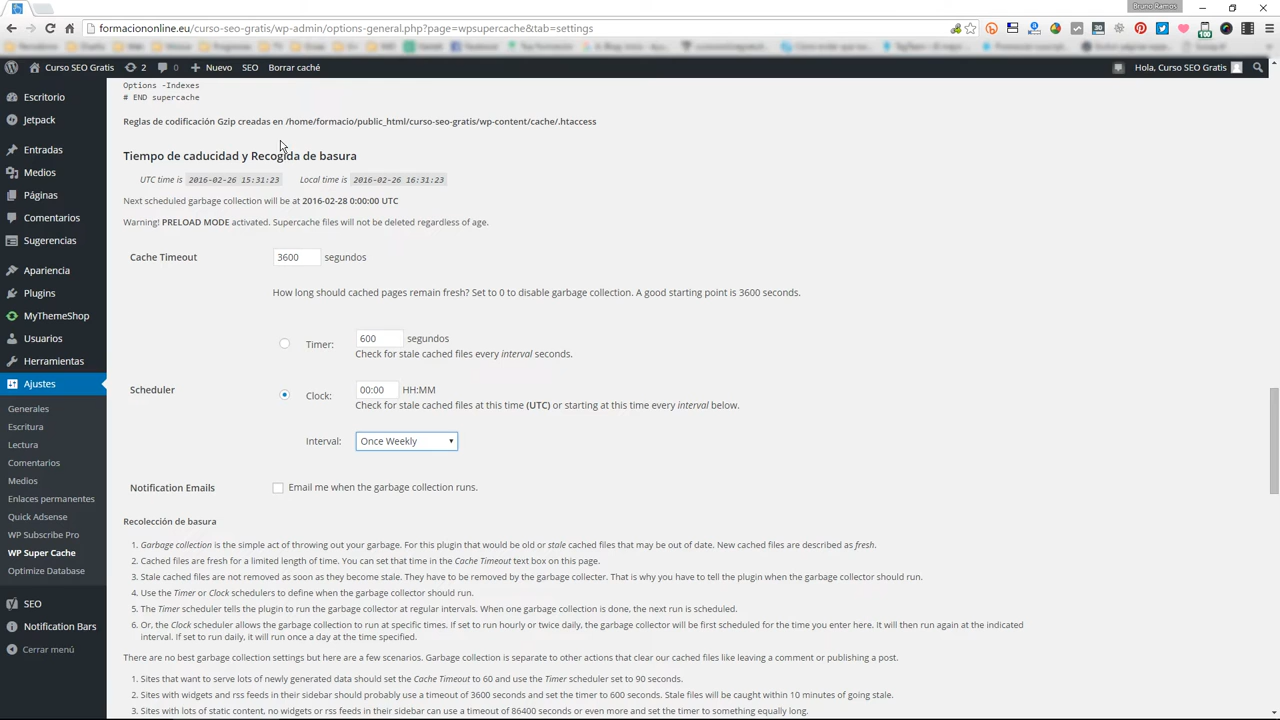 Bruno Ramos
formaciononline.eu/curso-seo-gratis/wp-admin/options-general.php?page=wpsupercache&tab=settings
100
Curso SEO Gratis 2 0 Nuevo SEO Borrar caché Hola, Curso SEO Gratis
Escritorio
Jetpack
Entradas
Medios
Páginas
Comentarios
Sugerencias
Apariencia
Plugins
MyThemeShop
Usuarios
Herramientas
Ajustes
Generales
Escritura
Lectura
Comentarios
Medios
Enlaces permanentes
Quick Adsense
WP Subscribe Pro
WP Super Cache
Optimize Database
SEO
Notification Bars
Cerrar menú
Options -Indexes
# END supercache
Reglas de codificación Gzip creadas en /home/formacio/public_html/curso-seo-gratis/wp-content/cache/.htaccess
Tiempo de caducidad y Recogida de basura
UTC time is 2016-02-26 15:31:23 Local time is 2016-02-26 16:31:23
Next scheduled garbage collection will be at 2016-02-28 0:00:00 UTC
Warning! PRELOAD MODE activated. Supercache files will not be deleted regardless of age.
Cache Timeout 3600 segundos
How long should cached pages remain fresh? Set to 0 to disable garbage collection. A good starting point is 3600 seconds.
Timer: 600 segundos
Check for stale cached files every interval seconds.
Scheduler Clock: 00:00 HH:MM
Check for stale cached files at this time (UTC) or starting at this time every interval below.
Interval: Once Weekly
Notification Emails Email me when the garbage collection runs.
Recolección de basura
1. Garbage collection is the simple act of throwing out your garbage. For this plugin that would be old or stale cached files that may be out of date. New cached files are described as fresh.
2. Cached files are fresh for a limited length of time. You can set that time in the Cache Timeout text box on this page.
3. Stale cached files are not removed as soon as they become stale. They have to be removed by the garbage collecter. That is why you have to tell the plugin when the garbage collector should run.
4. Use the Timer or Clock schedulers to define when the garbage collector should run.
5. The Timer scheduler tells the plugin to run the garbage collector at regular intervals. When one garbage collection is done, the next run is scheduled.
6. Or, the Clock scheduler allows the garbage collection to run at specific times. If set to run hourly or twice daily, the garbage collector will be first scheduled for the time you enter here. It will then run again at the indicated
interval. If set to run daily, it will run once a day at the time specified.
There are no best garbage collection settings but here are a few scenarios. Garbage collection is separate to other actions that clear our cached files like leaving a comment or publishing a post.
1. Sites that want to serve lots of newly generated data should set the Cache Timeout to 60 and use the Timer scheduler set to 90 seconds.
2. Sites with widgets and rss feeds in their sidebar should probably use a timeout of 3600 seconds and set the timer to 600 seconds. Stale files will be caught within 10 minutes of going stale.
3. Sites with lots of static content, no widgets or rss feeds in their sidebar can use a timeout of 86400 seconds or even more and set the timer to something equally long.